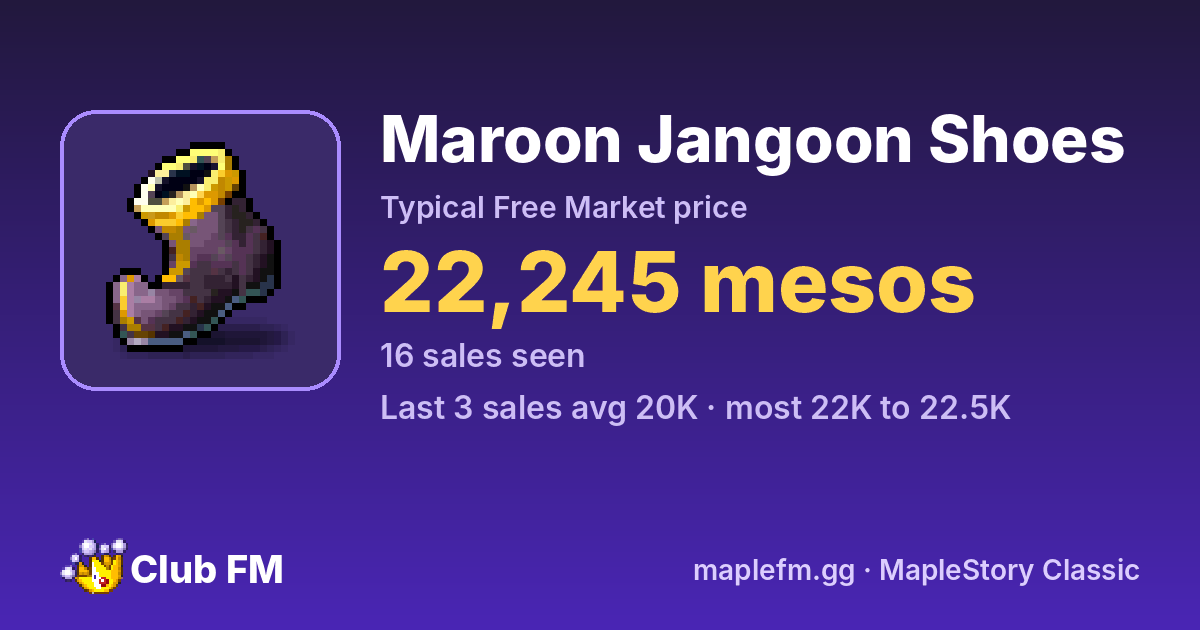 Maroon Jangoon Shoes
Typical Free Market price
22,245 mesos
16 sales seen
Last 3 sales avg 20K · most 22K to 22.5K
Club FM
maplefm.gg · MapleStory Classic